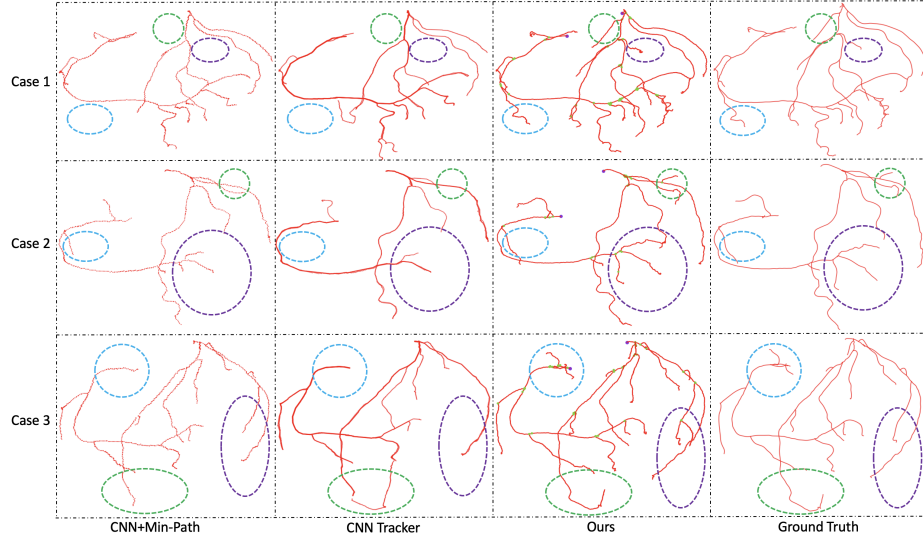 Case 1
Case 2
Case 3
CNN+Min-Path CNN Tracker Ours Ground Truth